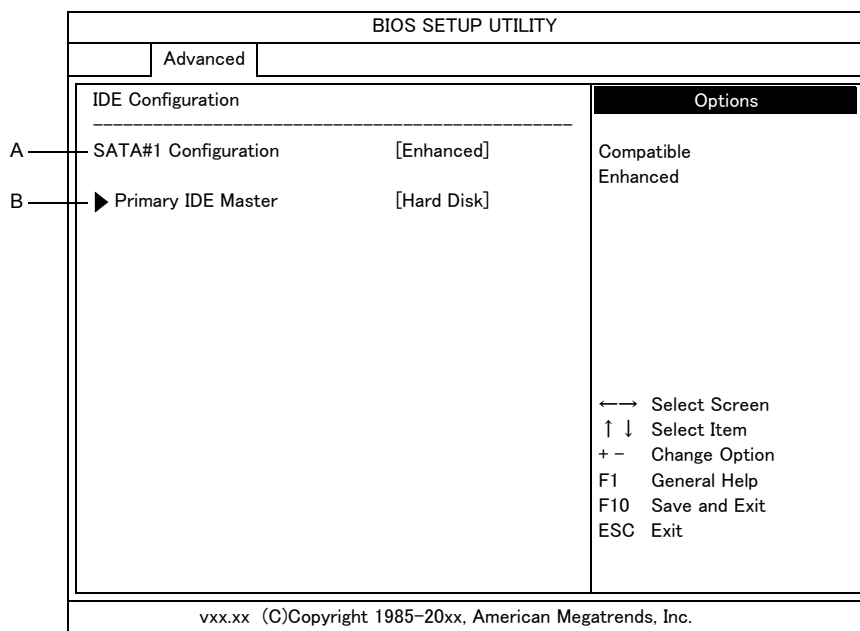 BIOS SETUP UTILITY
Advanced
IDE Configuration
Options
A
SATA#1 Configuration [Enhanced]
Compatible
Enhanced
B
▶ Primary IDE Master [Hard Disk]
←→ Select Screen
↑↓ Select Item
+- Change Option
F1 General Help
F10 Save and Exit
ESC Exit
vxx.xx (C)Copyright 1985-20xx, American Megatrends, Inc.